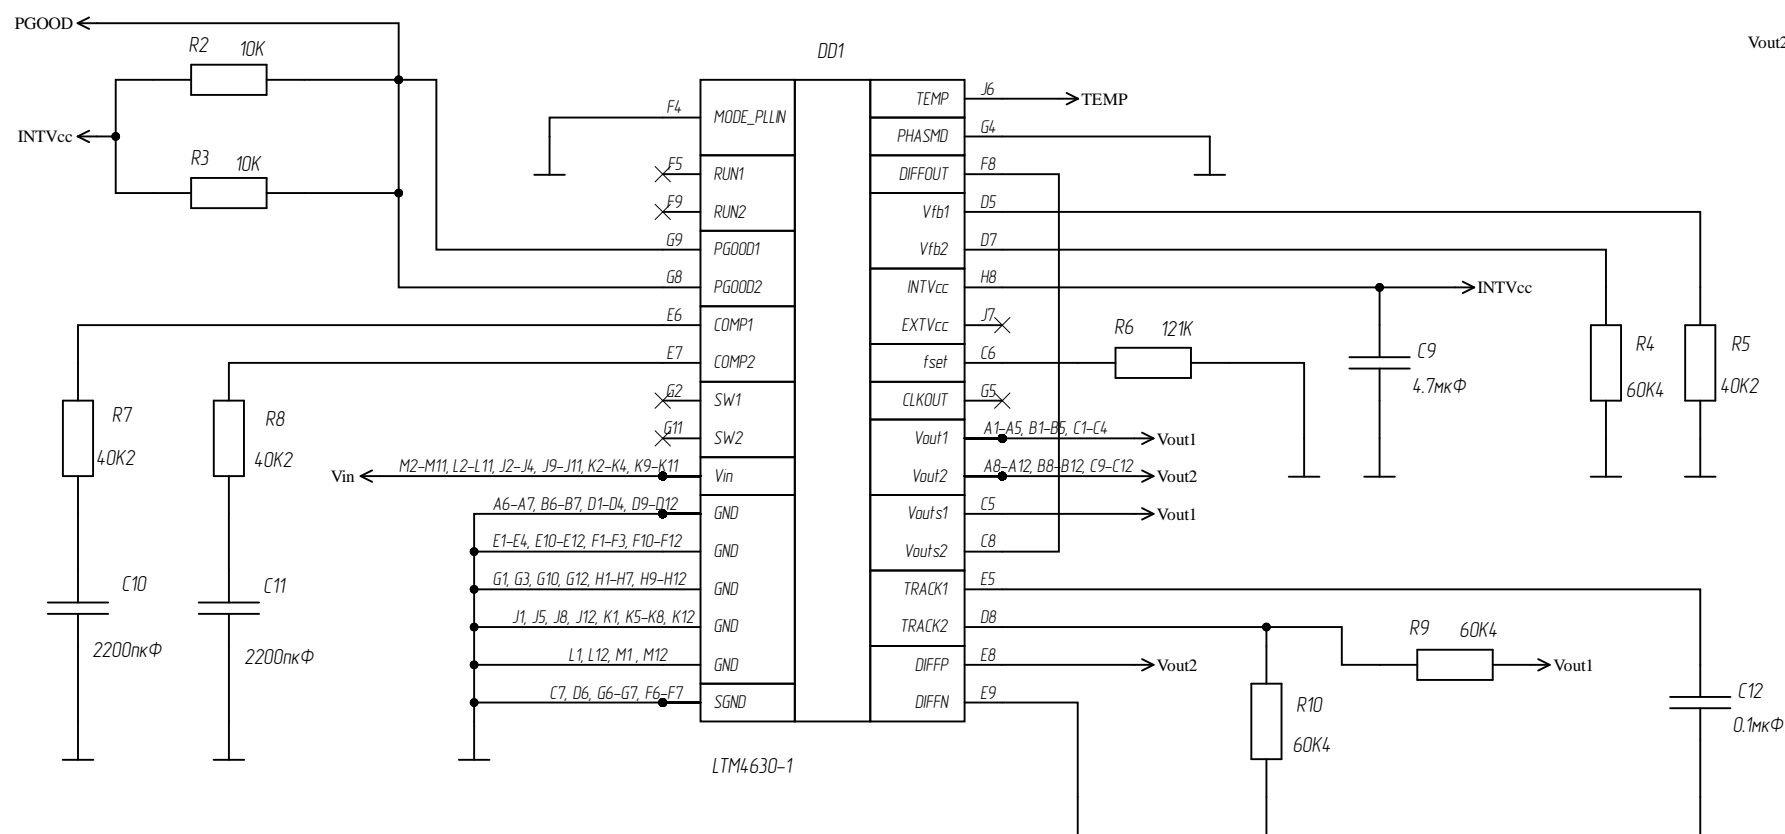 PGOOD
R2 10K
INTVcc
R3 10K
DD1
Vout2
F4 MODE_PLLIN
F5 RUN1
F9 RUN2
G9 PGOOD1
G8 PGOOD2
E6 COMP1
E7 COMP2
G2 SW1
G11 SW2
Vin M2-M11, L2-L11, J2-J4, J9-J11, K2-K4, K9-K11 Vin
A6-A7, B6-B7, D1-D4, D9-D12 GND
E1-E4, E10-E12, F1-F3, F10-F12 GND
G1, G3, G10, G12, H1-H7, H9-H12 GND
J1, J5, J8, J12, K1, K5-K8, K12 GND
L1, L12, M1 , M12 GND
C7, D6, G6-G7, F6-F7 SGND
LTM4630-1
TEMP J6 TEMP
PHASMD G4
DIFFOUT F8
Vfb1 D5
Vfb2 D7
INTVcc H8 INTVcc
EXTVcc J7
fset C6
CLKOUT G5
Vout1 A1-A5, B1-B5, C1-C4 Vout1
Vout2 A8-A12, B8-B12, C9-C12 Vout2
Vouts1 C5 Vout1
Vouts2 C8
TRACK1 E5
TRACK2 D8
DIFFP E8 Vout2
DIFFN E9
R7
40K2
R8
40K2
C10
2200пкФ
C11
2200пкФ
R6 121K
C9
4.7мкФ
R4
60K4
R5
40K2
R9 60K4
Vout1
R10
60K4
C12
0.1мкФ